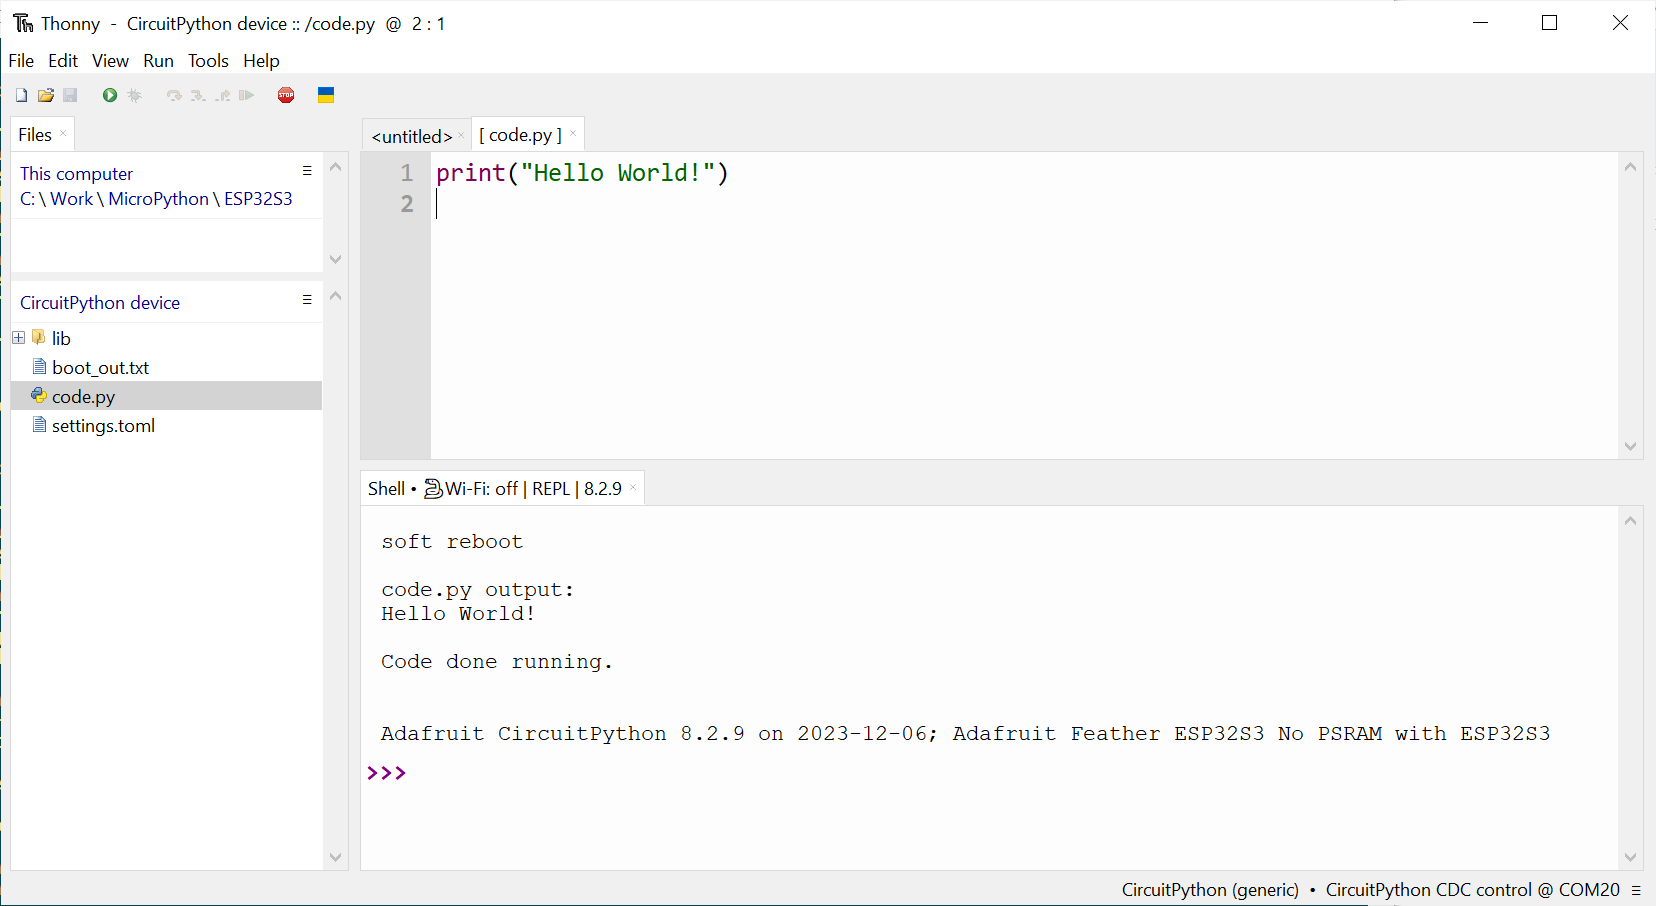 Thonny - CircuitPython device :: /code.py @ 2 : 1
File Edit View Run Tools Help
STOP
Files
This computer
C: \ Work \ MicroPython \ ESP32S3
CircuitPython device
lib
boot_out.txt
code.py
settings.toml
<untitled>
[ code.py ]
1 print("Hello World!")
2
Shell • Wi-Fi: off | REPL | 8.2.9
soft reboot
code.py output:
Hello World!
Code done running.
Adafruit CircuitPython 8.2.9 on 2023-12-06; Adafruit Feather ESP32S3 No PSRAM with ESP32S3
>>>
CircuitPython (generic) • CircuitPython CDC control @ COM20